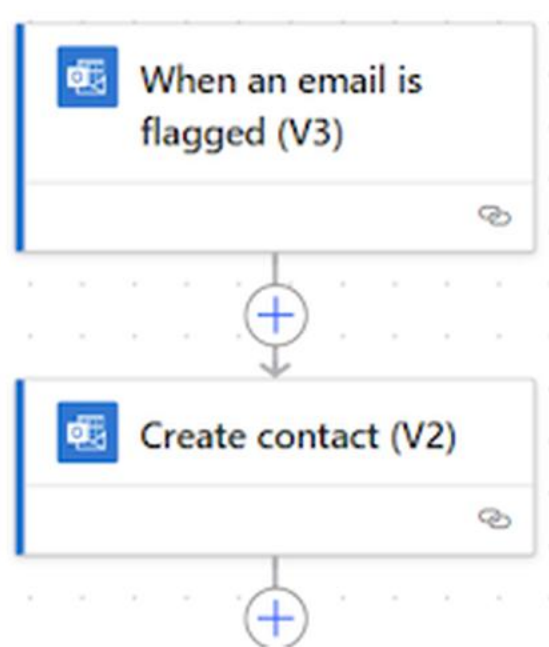 When an email is
flagged (V3)
Create contact (V2)